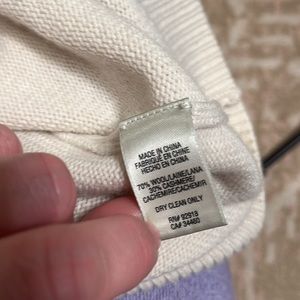 MADE IN CHINA
FABRIQUÉ EN CHINE
HECHO EN CHINA
70% WOOL/LAINE/LANA
30% CASHMERE/
CACHEMIRE/CACHEMIR
DRY CLEAN ONLY
RN# 92918
CA# 34460